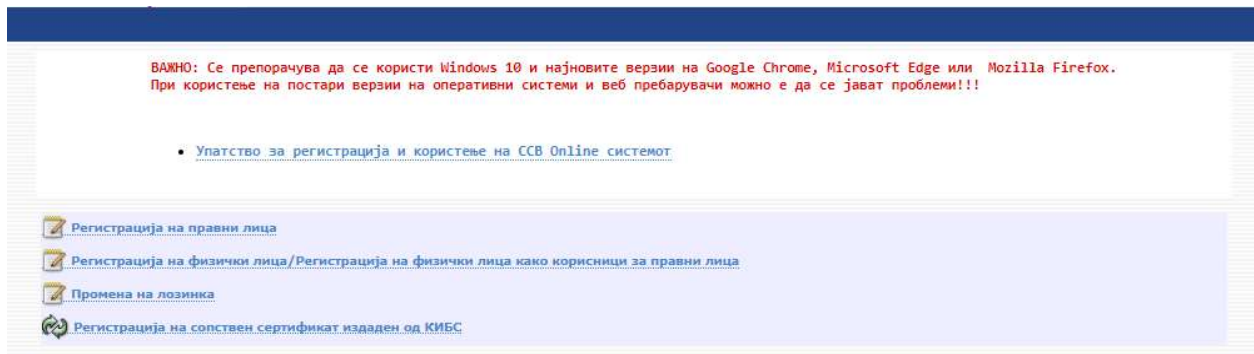 ВАЖНО: Се препорачува да се користи Windows 10 и најновите верзии на Google Chrome, Microsoft Edge или Mozilla Firefox.
При користење на постари верзии на оперативни системи и веб пребарувачи можно е да се јават проблеми!!!
• Упатство за регистрација и користење на ССВ Online системот
Регистрација на правни лица
Регистрација на физички лица/Регистрација на физички лица како корисници за правни лица
Промена на лозинка
Регистрација на сопствен сертификат издаден од КИБС